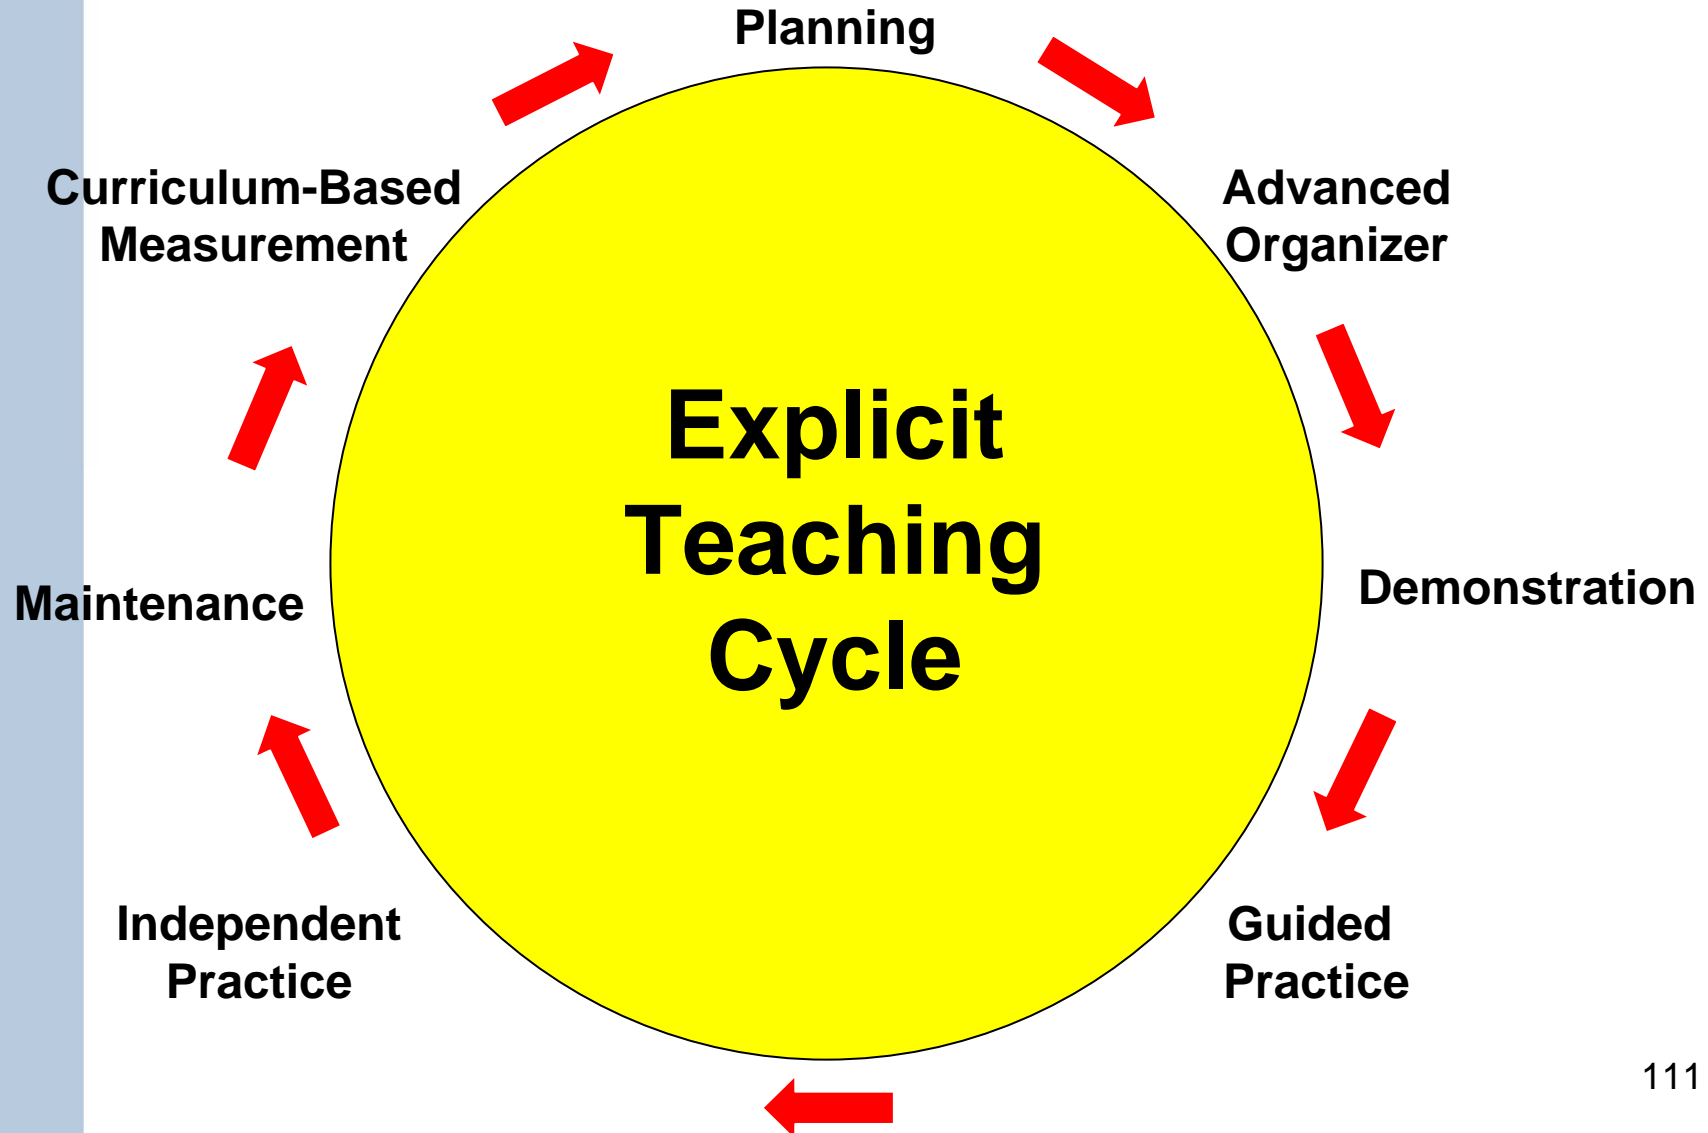 Planning
Advanced
Organizer
Demonstration
Guided
Practice
Independent
Practice
Maintenance
Curriculum-Based
Measurement
Explicit
Teaching
Cycle
111